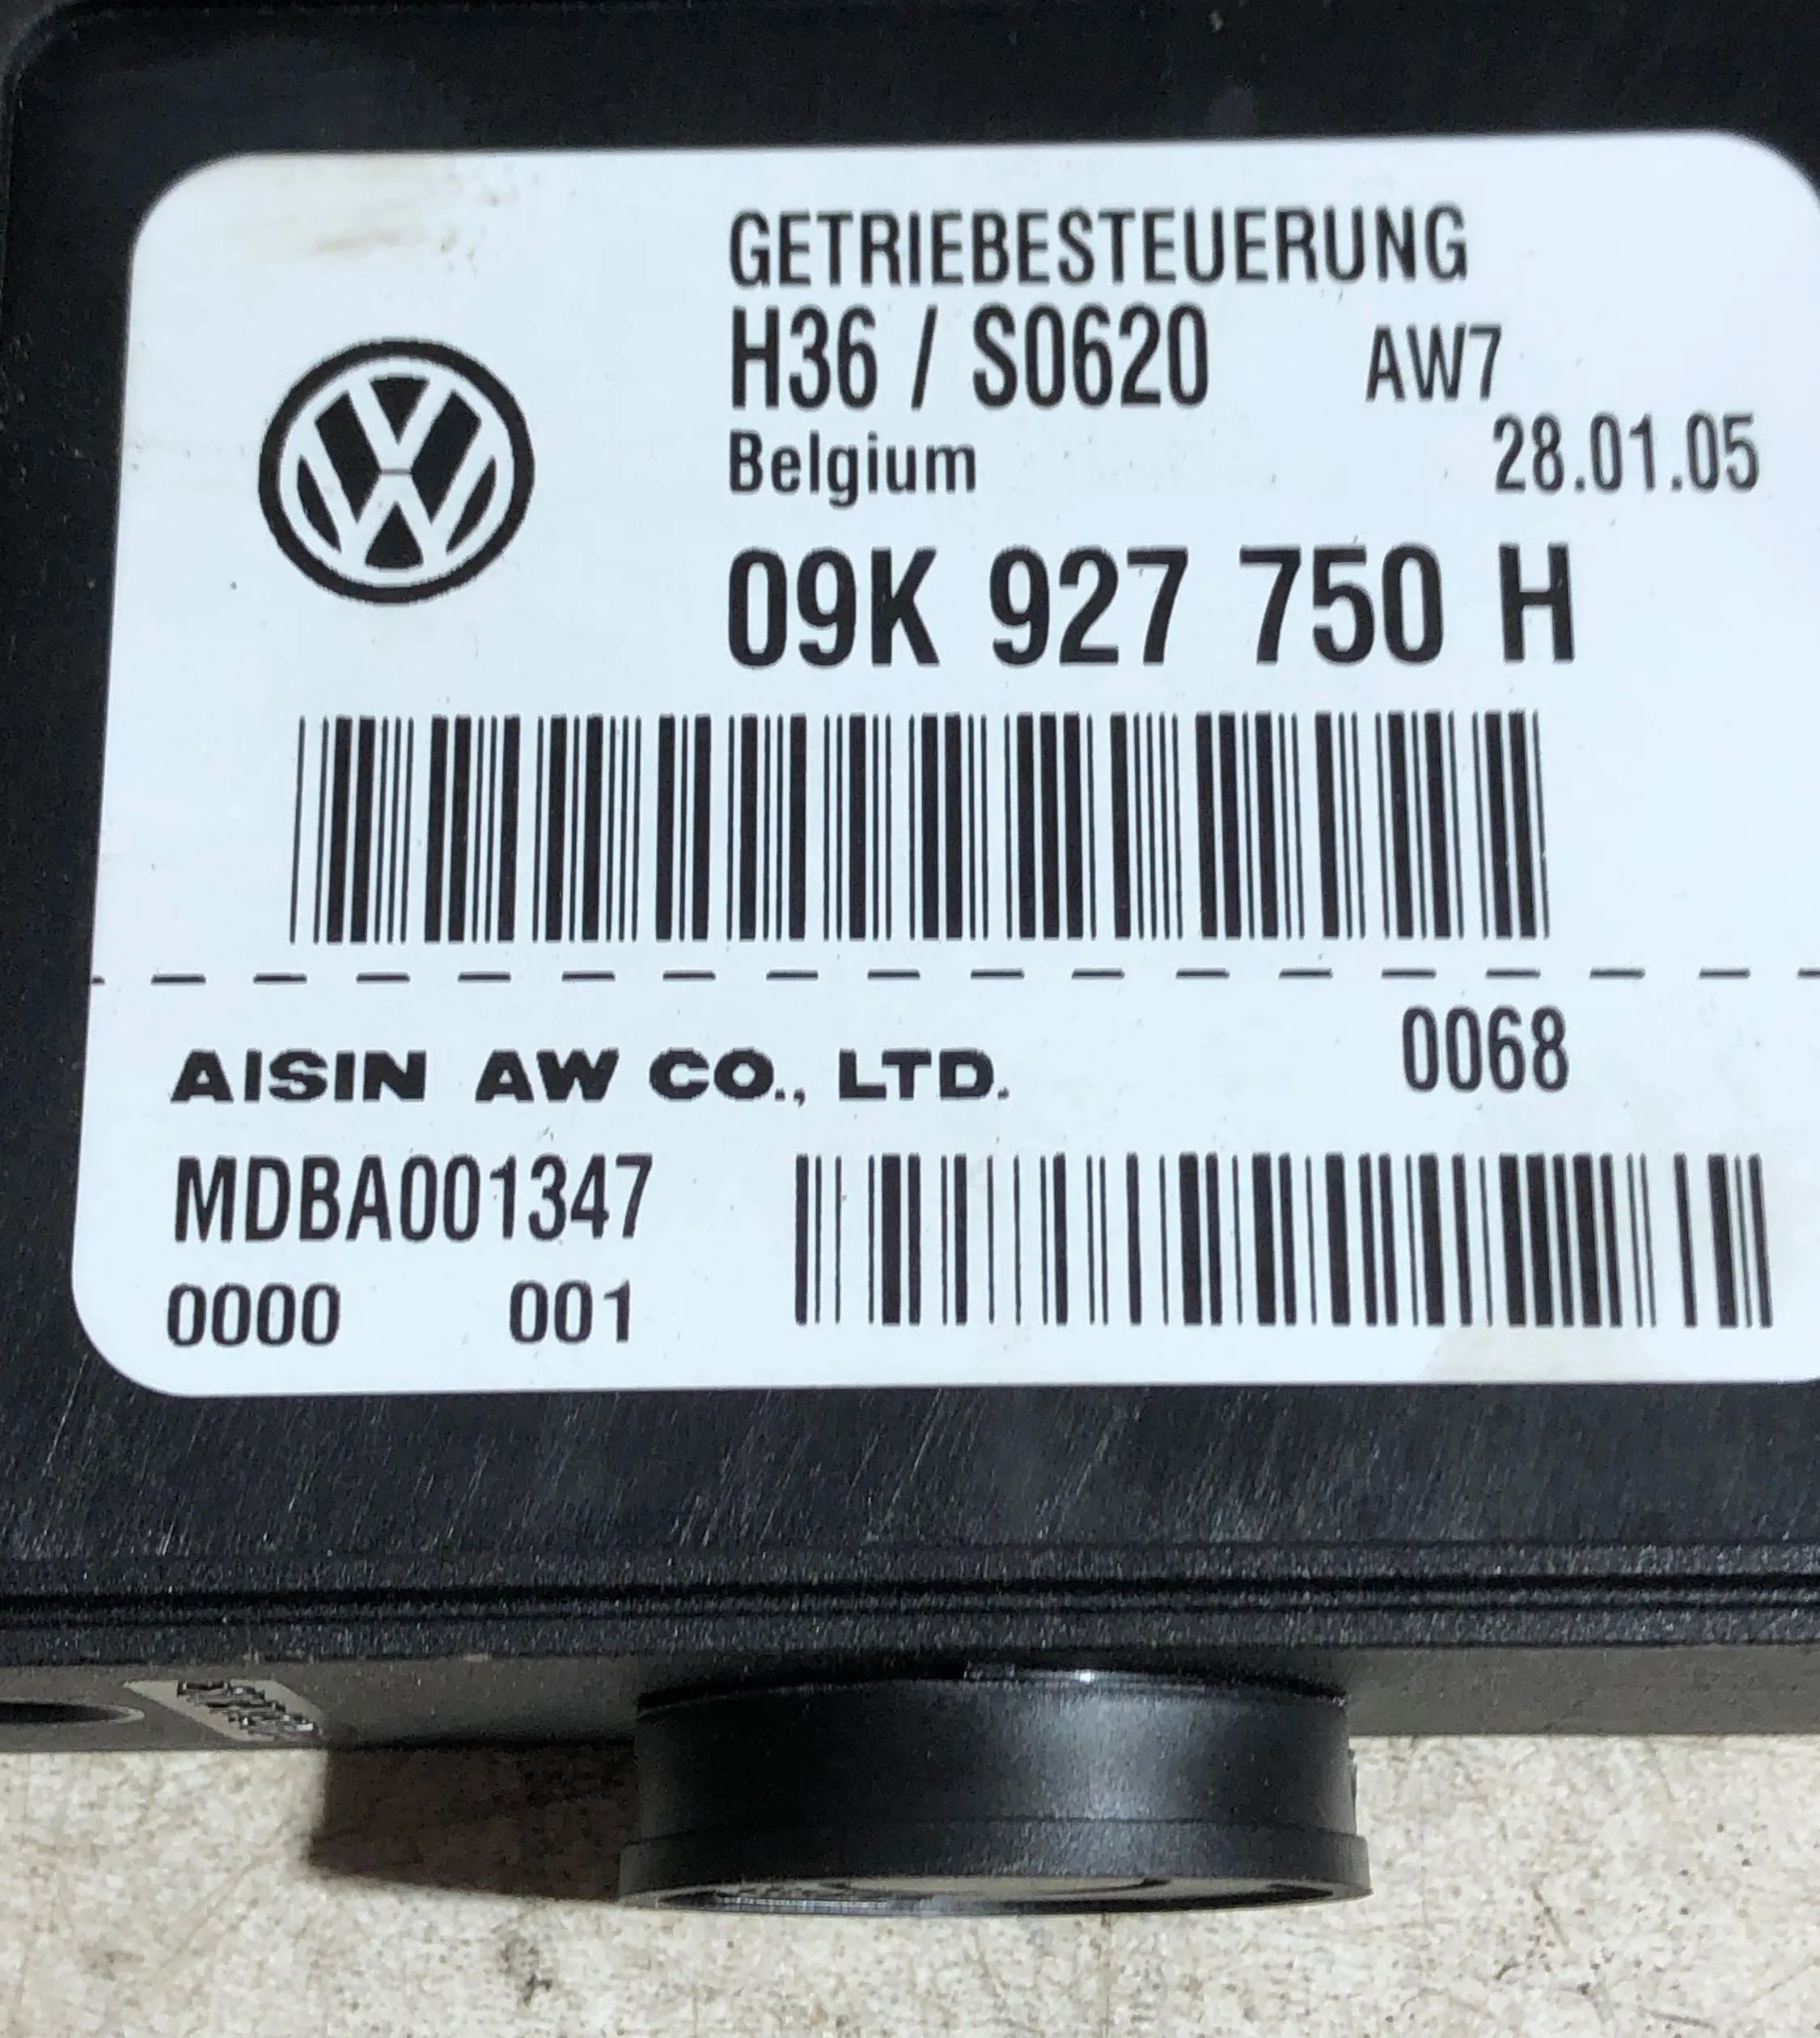 GETRIEBESTEUERUNG
H36 / S0620 AW7
Belgium 28.01.05
09K 927 750 H
0068
AISIN AW CO., LTD.
MDBA001347
0000 001